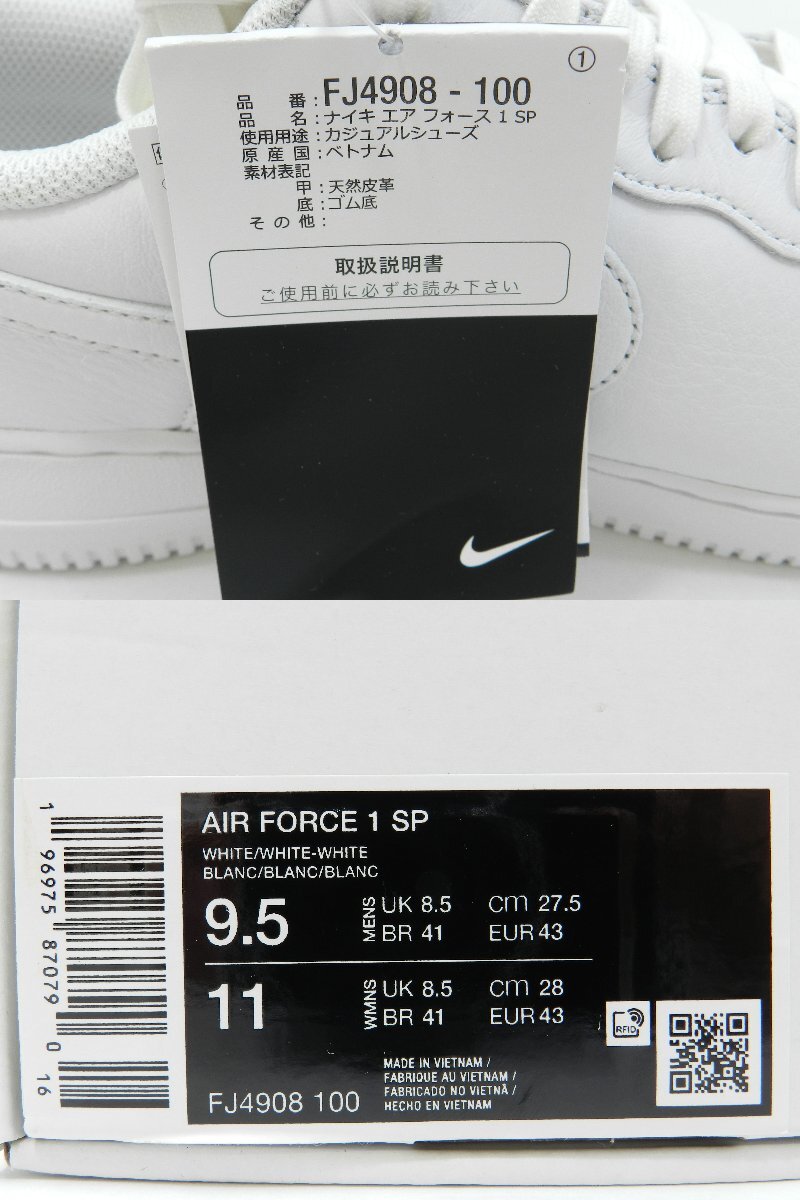 ①
品 番 : FJ4908 - 100
品 名 : ナイキ エア フォース 1 SP
使用用途 : カジュアルシューズ
原 産 国 : ベトナム
素材表記
甲 : 天然皮革
底 : ゴム底
そ の 他 :
取扱説明書
ご使用前に必ずお読み下さい
AIR FORCE 1 SP
WHITE/WHITE-WHITE
BLANC/BLANC/BLANC
9.5 MENS UK 8.5 cm 27.5
BR 41 EUR 43
11 WMNS UK 8.5 cm 28
BR 41 EUR 43
RFID
MADE IN VIETNAM /
FABRIQUE AU VIETNAM /
FABRICADO NO VIETNÃ /
HECHO EN VIETNAM
FJ4908 100
1 96975 87079 0 16